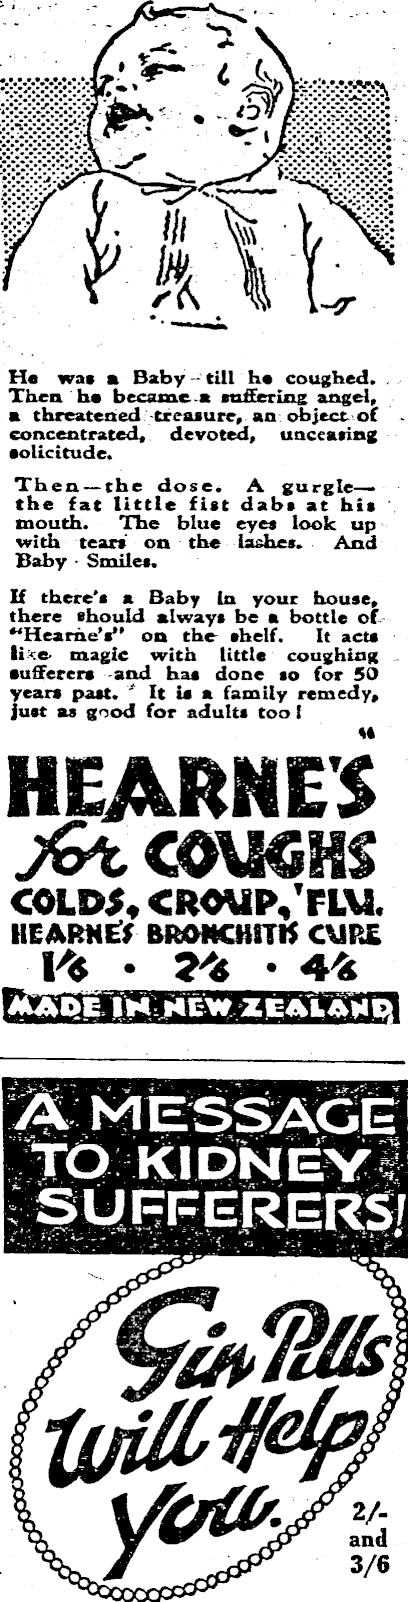 He was a Baby till he coughed.
Then he became a suffering angel,
a threatened treasure, an object of
concentrated, devoted, unceasing
solicitude.
Then—the dose. A gurgle—
the fat little fist dabs at his
mouth. The blue eyes look up
with tears on the lashes. And
Baby Smiles.
If there's a Baby in your house,
there should always be a bottle of
"Hearne's" on the shelf. It acts
like magic with little coughing
sufferers and has done so for 50
years past. It is a family remedy,
just as good for adults too!
HEARNE'S
for COUGHS
COLDS, CROUP, 'FLU.
HEARNE'S BRONCHITIS CURE
1/6 • 2/6 • 4/6
MADE IN NEW ZEALAND
A MESSAGE
TO KIDNEY
SUFFERERS!
Gin Pills
Will Help
You.
2/-
and
3/6